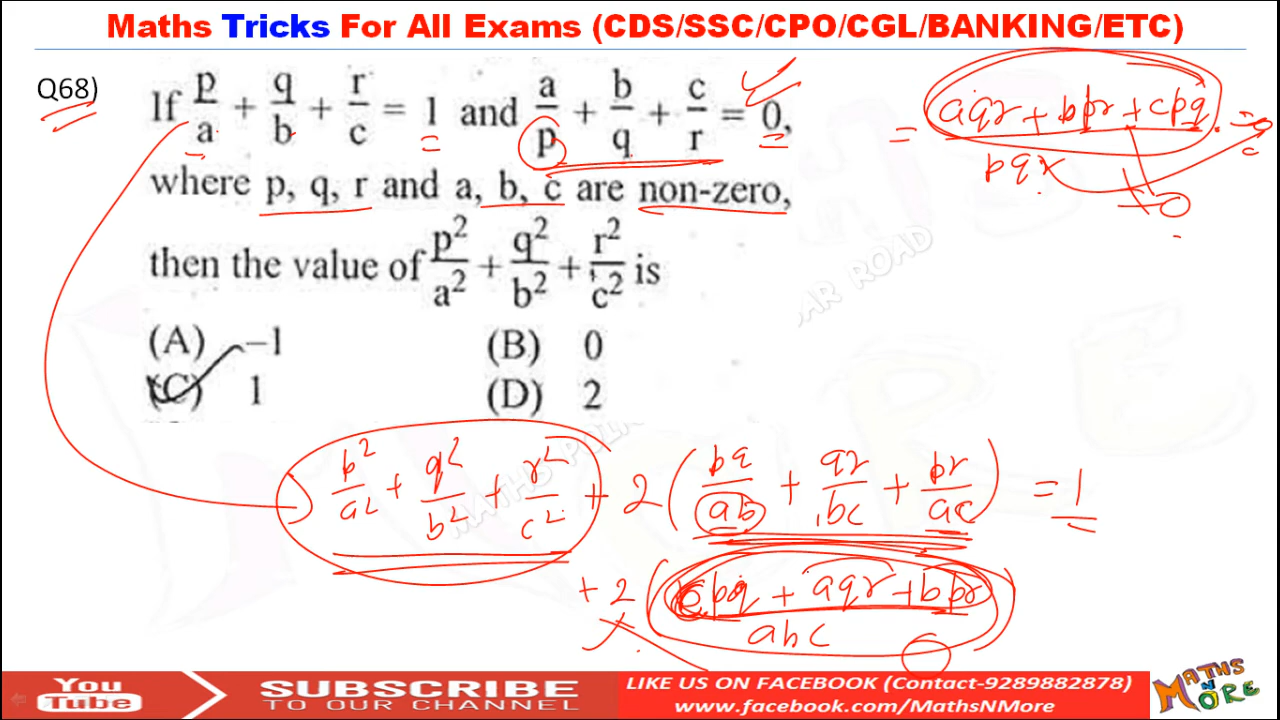 Maths Tricks For All Exams (CDS/SSC/CPO/CGL/BANKING/ETC)
Q68)
If p/a + q/b + r/c = 1 and a/p + b/q + c/r = 0,
= aqr + bpr + cpq / pqr = 0
= 0
where p, q, r and a, b, c are non-zero,
then the value of p²/a² + q²/b² + r²/c² is
(A) -1 (B) 0
(C) 1 (D) 2
p²/a² + q²/b² + r²/c² + 2 (pq/ab + qr/bc + pr/ac) = 1
+ 2 (cpq + aqr + bpr / abc)
You Tube
SUBSCRIBE
LIKE US ON FACEBOOK (Contact-9289882878)
www.facebook.com/MathsNMore
MATHS N MORE